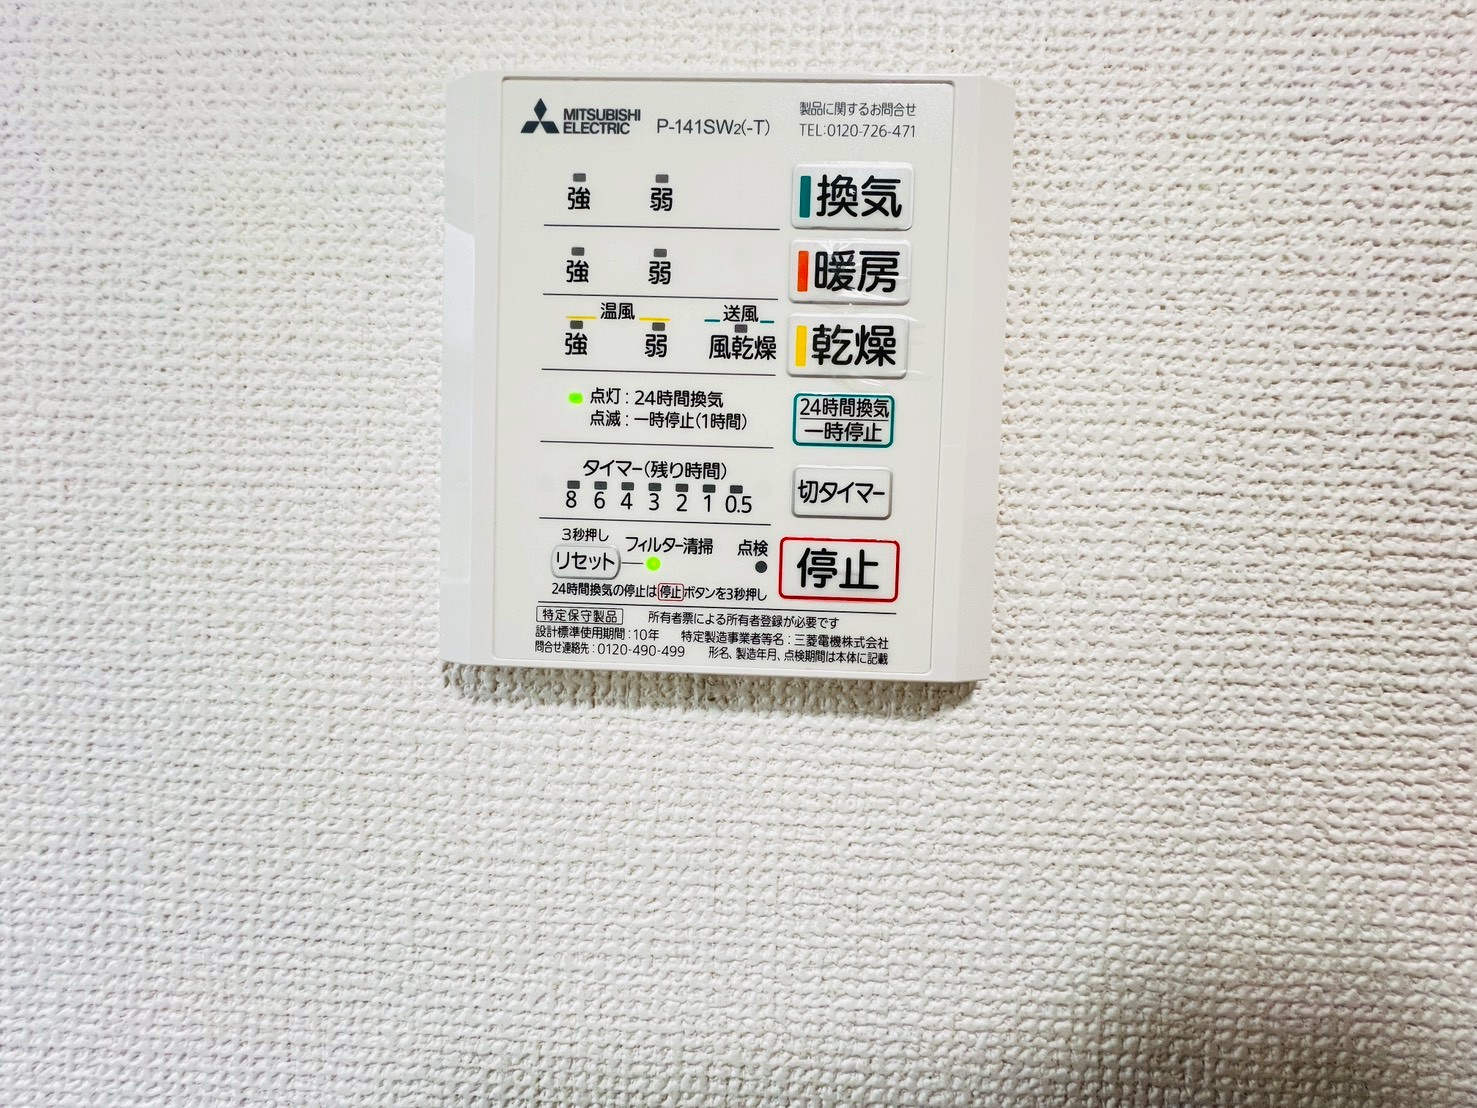 MITSUBISHI
ELECTRIC
P-141SW2(-T)
製品に関するお問合せ
TEL:0120-726-471
強 弱 換気
強 弱 暖房
温風 送風
強 弱 風乾燥 乾燥
点灯:24時間換気
点滅:一時停止(1時間)
24時間換気
一時停止
タイマー(残り時間)
8 6 4 3 2 1 0.5
切タイマー
3秒押し
リセット フィルター清掃 点検
停止
24時間換気の停止は停止ボタンを3秒押し
特定保守製品 所有者票による所有者登録が必要です
設計標準使用期間:10年 特定製造事業者等名:三菱電機株式会社
問合せ連絡先:0120-490-499 形名、製造年月、点検期間は本体に記載